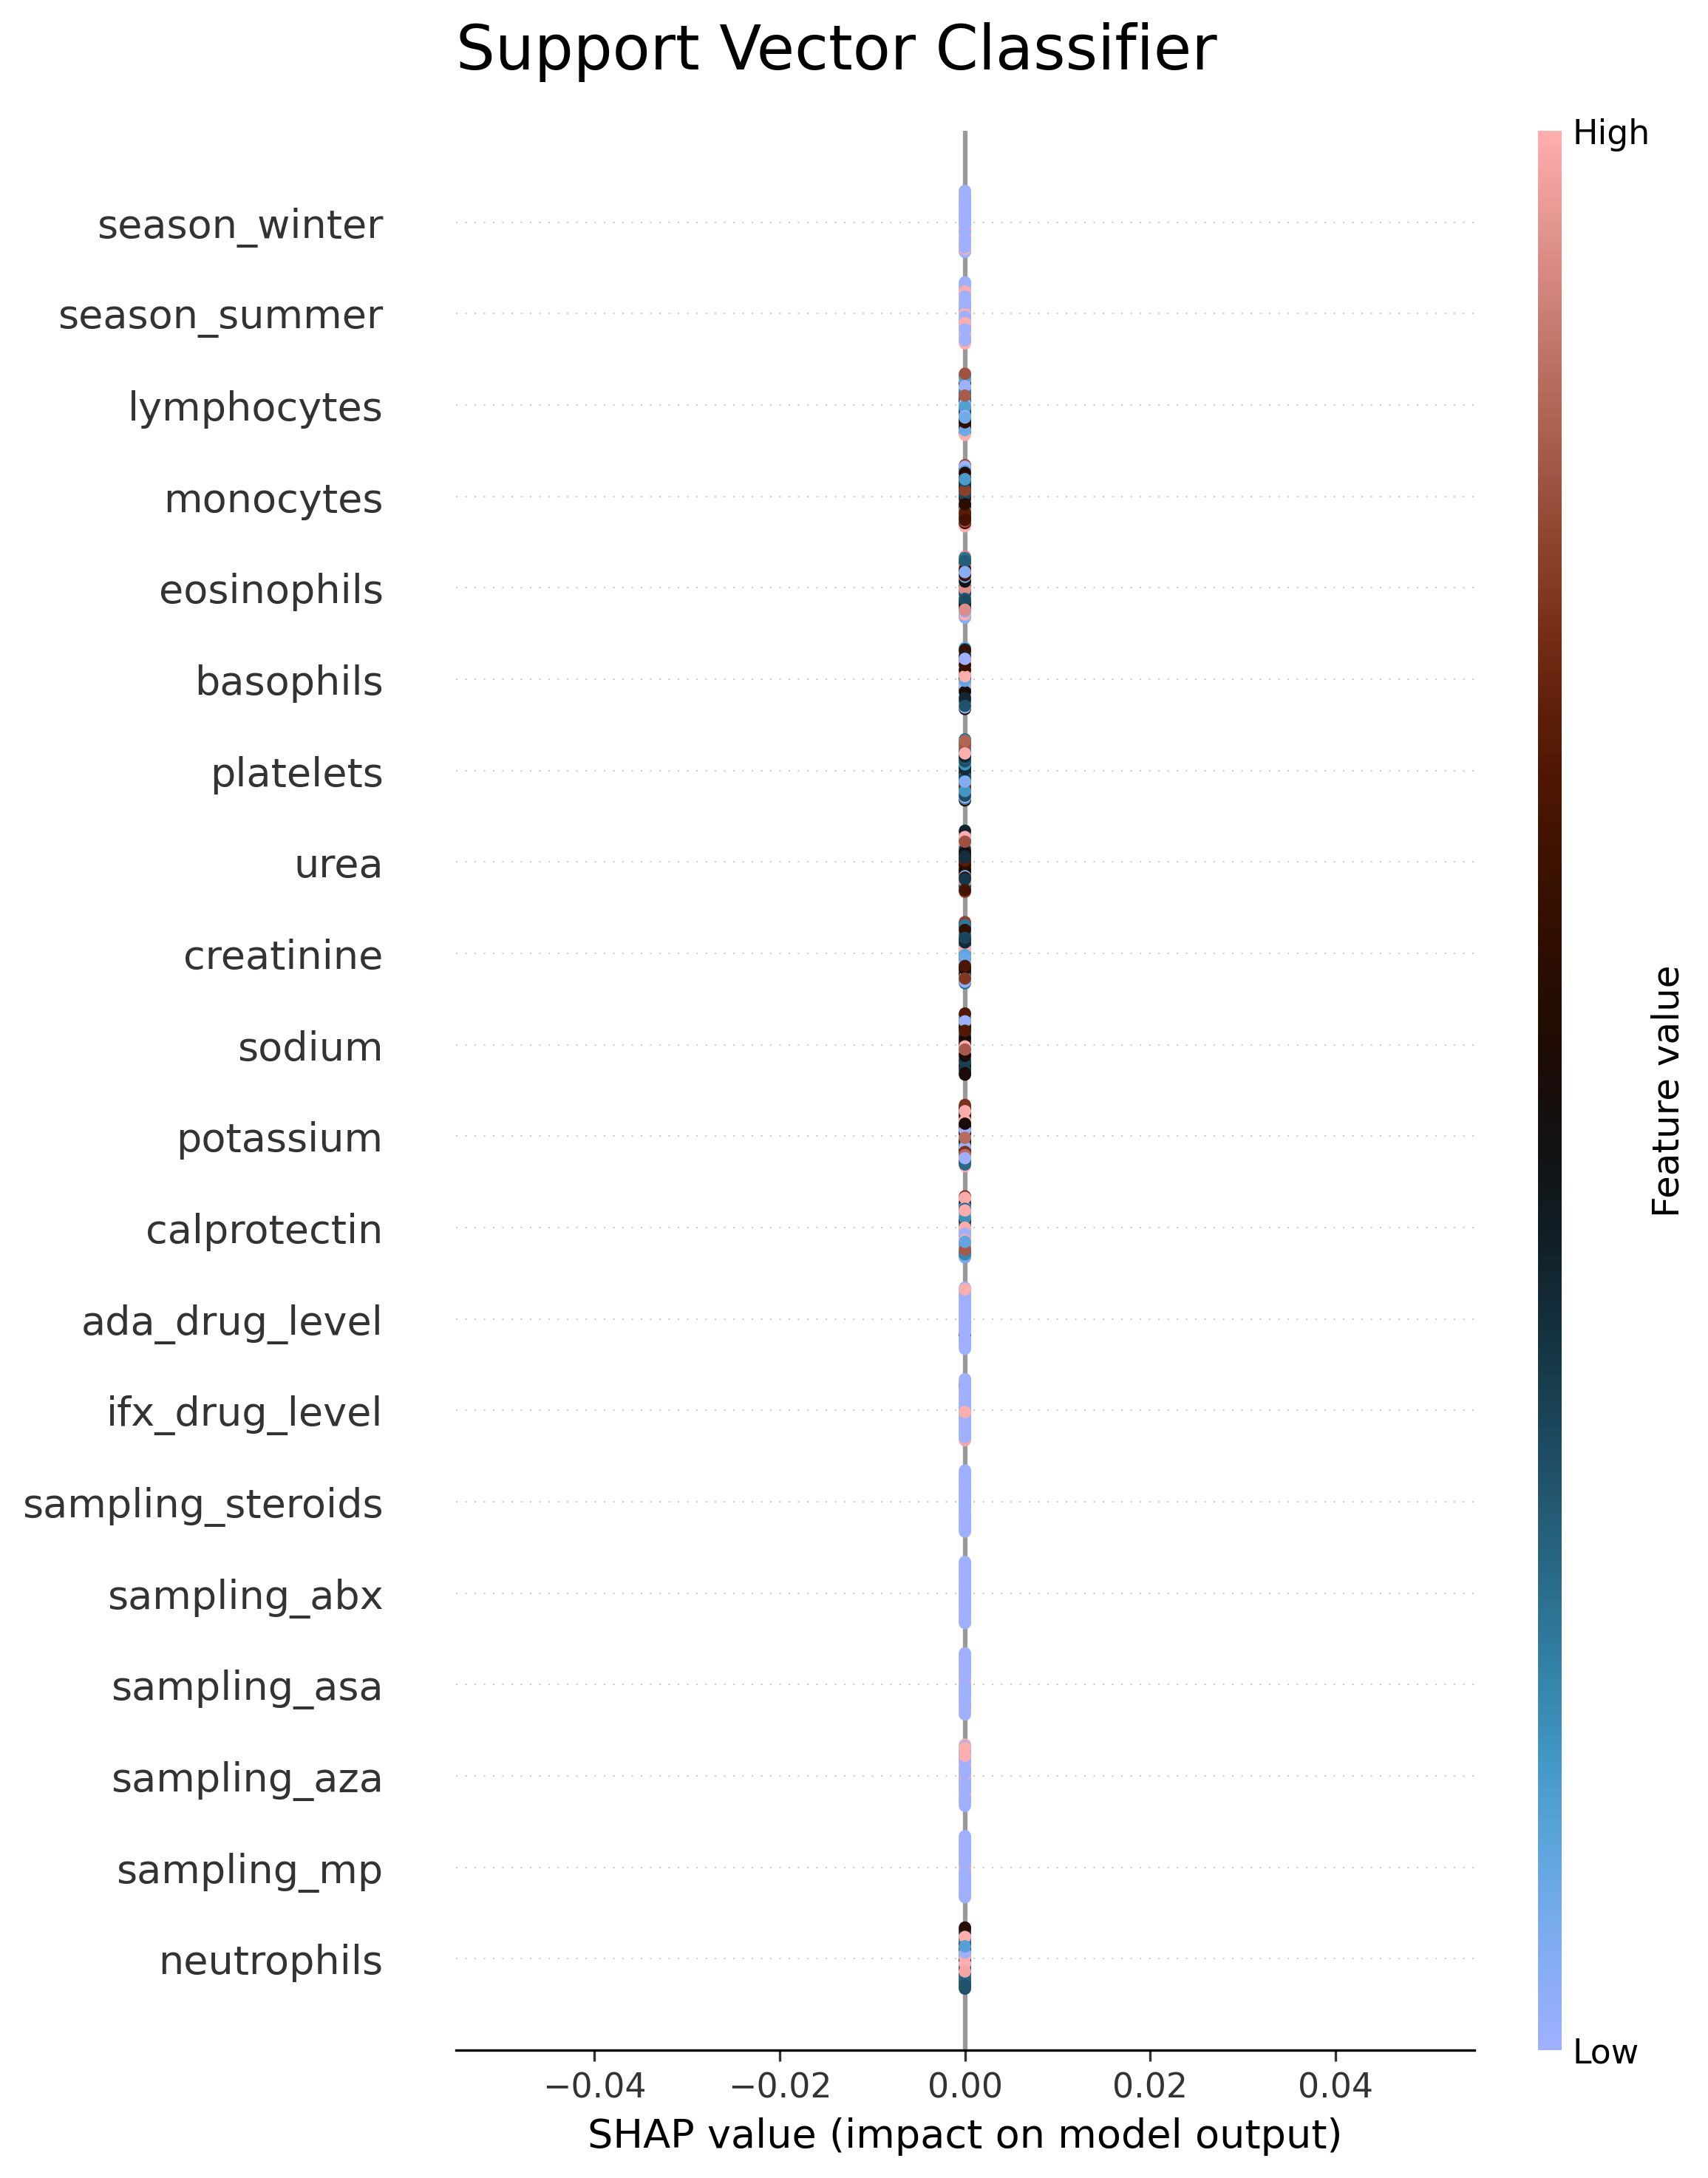 Support Vector Classifier
High
season_winter
season_summer
lymphocytes
monocytes
eosinophils
basophils
platelets
urea
creatinine
sodium
potassium
calprotectin
ada_drug_level
ifx_drug_level
sampling_steroids
sampling_abx
sampling_asa
sampling_aza
sampling_mp
neutrophils
Feature value
Low
−0.04 −0.02 0.00 0.02 0.04
SHAP value (impact on model output)